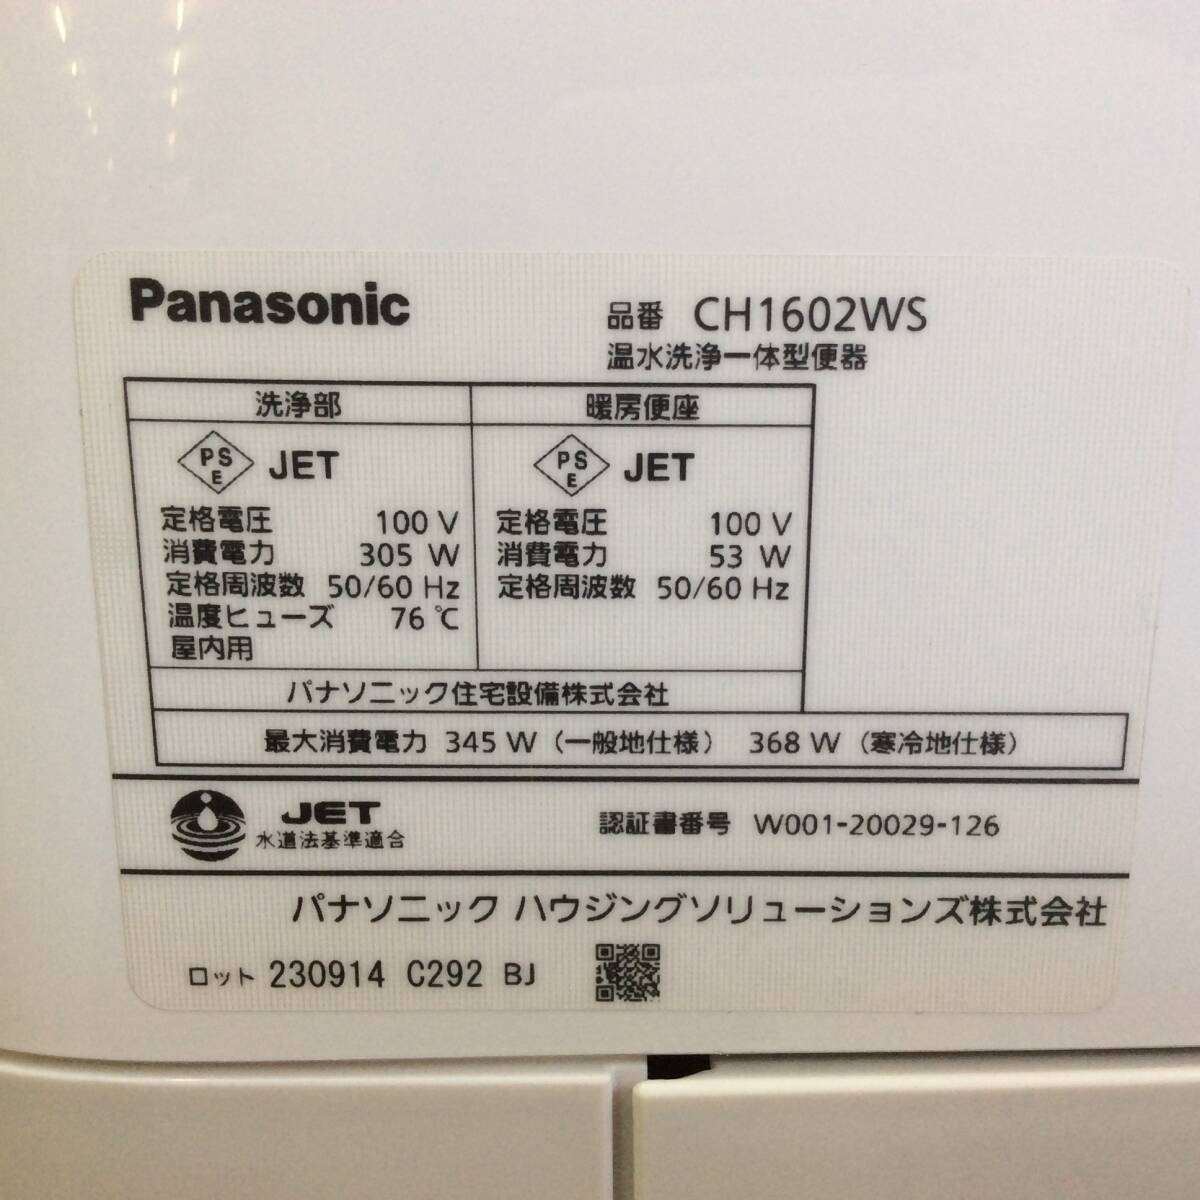 Panasonic
品番 CH1602WS
温水洗浄一体型便器
洗浄部 暖房便座
PS E JET PS E JET
定格電圧 100 V 定格電圧 100 V
消費電力 305 W 消費電力 53 W
定格周波数 50/60 Hz 定格周波数 50/60 Hz
温度ヒューズ 76 ℃
屋内用
パナソニック住宅設備株式会社
最大消費電力 345 W (一般地仕様) 368 W (寒冷地仕様)
JET
水道法基準適合
認証書番号 W001-20029-126
パナソニック ハウジングソリューションズ株式会社
ロット 230914 C292 BJ